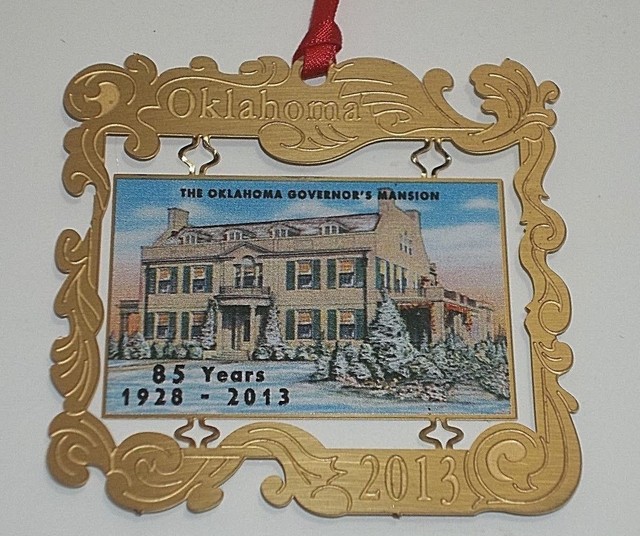 Oklahoma
THE OKLAHOMA GOVERNOR'S MANSION
85 Years
1928 - 2013
2013